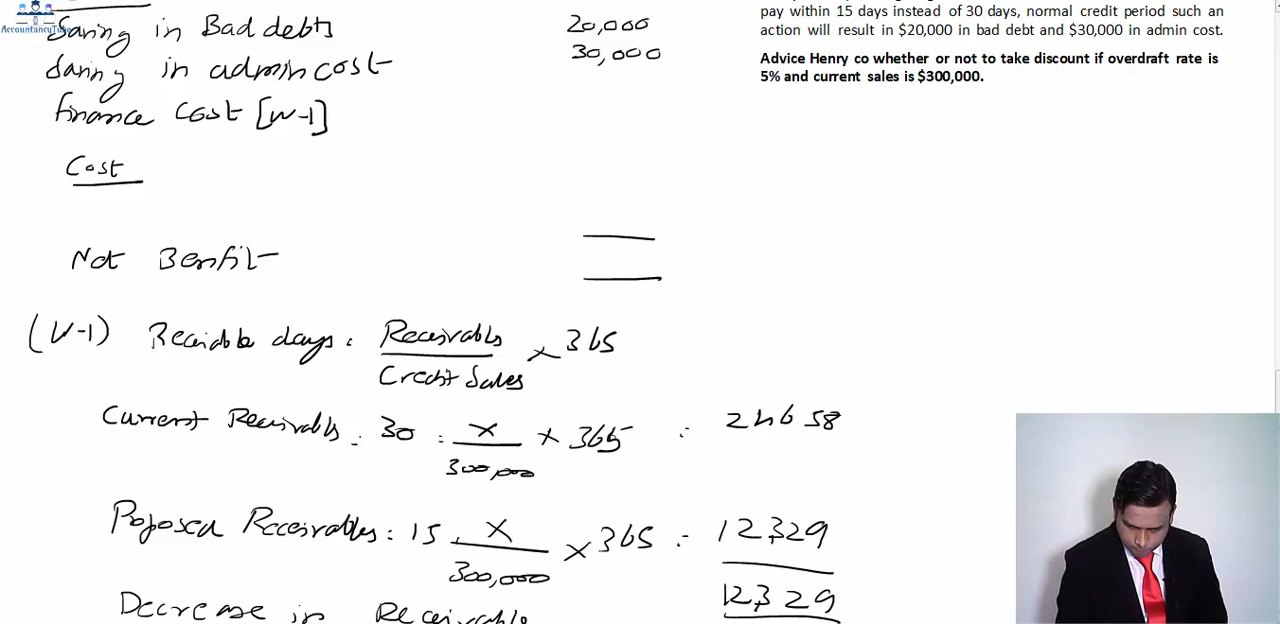 AccountancyTube
Saving in Bad debts 20,000
Saving in admin cost 30,000
finance cost [W-1]
Cost
Net Benfit
(W-1) Receiable days : Receivables / Credit Sales × 365
Current Receivables : 30 : x / 300,000 × 365 : 24658
Proposed Receivables : 15 : x / 300,000 × 365 : 12329
Decrease in Receivable 12329
pay within 15 days instead of 30 days, normal credit period such an
action will result in $20,000 in bad debt and $30,000 in admin cost.
Advice Henry co whether or not to take discount if overdraft rate is
5% and current sales is $300,000.